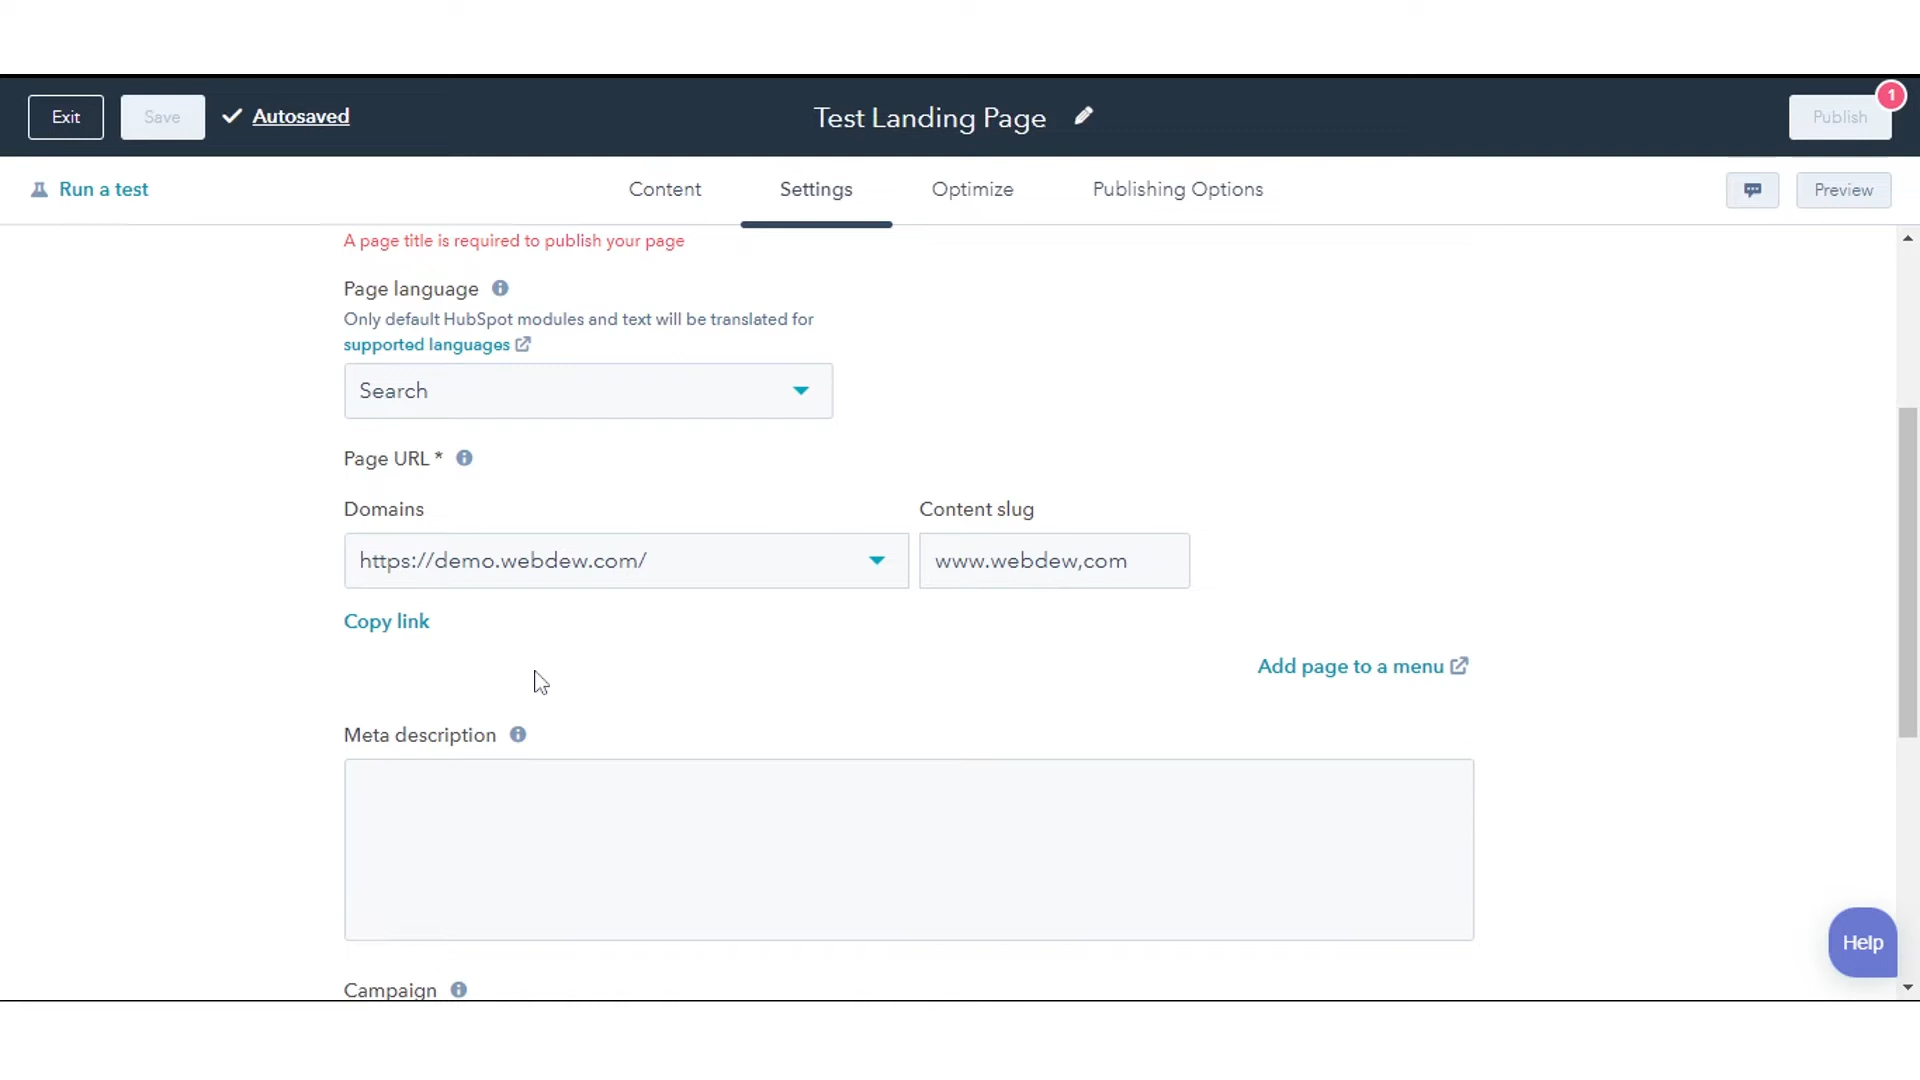 Exit
Save
Autosaved
Test Landing Page
Publish
1
Run a test
Content
Settings
Optimize
Publishing Options
Preview
A page title is required to publish your page
Page language
Only default HubSpot modules and text will be translated for
supported languages
Search
Page URL *
Domains
Content slug
https://demo.webdew.com/
www.webdew,com
Copy link
Add page to a menu
Meta description
Help
Campaign